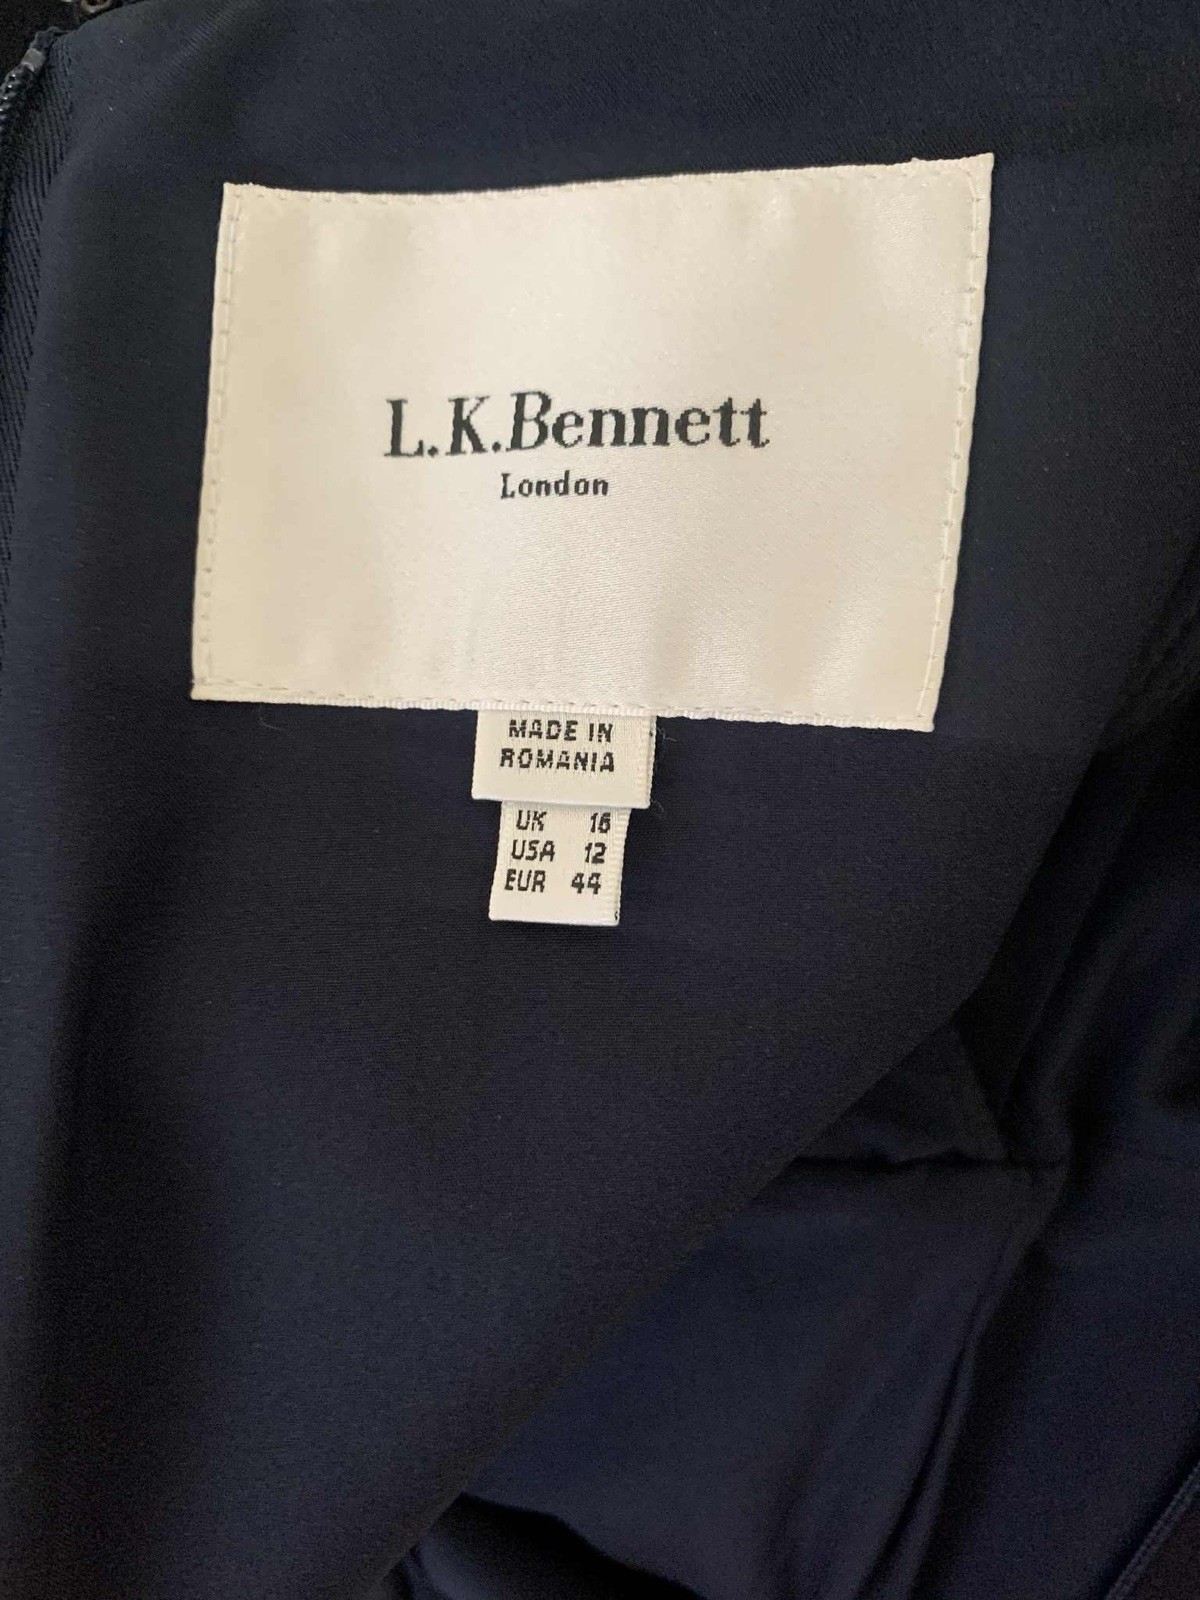 L.K.Bennett
London
MADE IN
ROMANIA
UK 16
USA 12
EUR 44